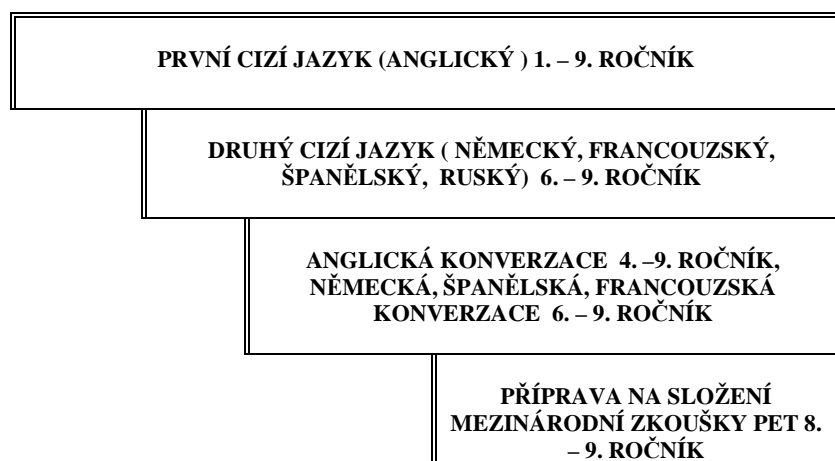 PRVNÍ CIZÍ JAZYK (ANGLICKÝ ) 1. – 9. ROČNÍK
DRUHÝ CIZÍ JAZYK ( NĚMECKÝ, FRANCOUZSKÝ,
ŠPANĚLSKÝ, RUSKÝ) 6. – 9. ROČNÍK
ANGLICKÁ KONVERZACE 4. –9. ROČNÍK,
NĚMECKÁ, ŠPANĚLSKÁ, FRANCOUZSKÁ
KONVERZACE 6. – 9. ROČNÍK
PŘÍPRAVA NA SLOŽENÍ
MEZINÁRODNÍ ZKOUŠKY PET 8.
– 9. ROČNÍK